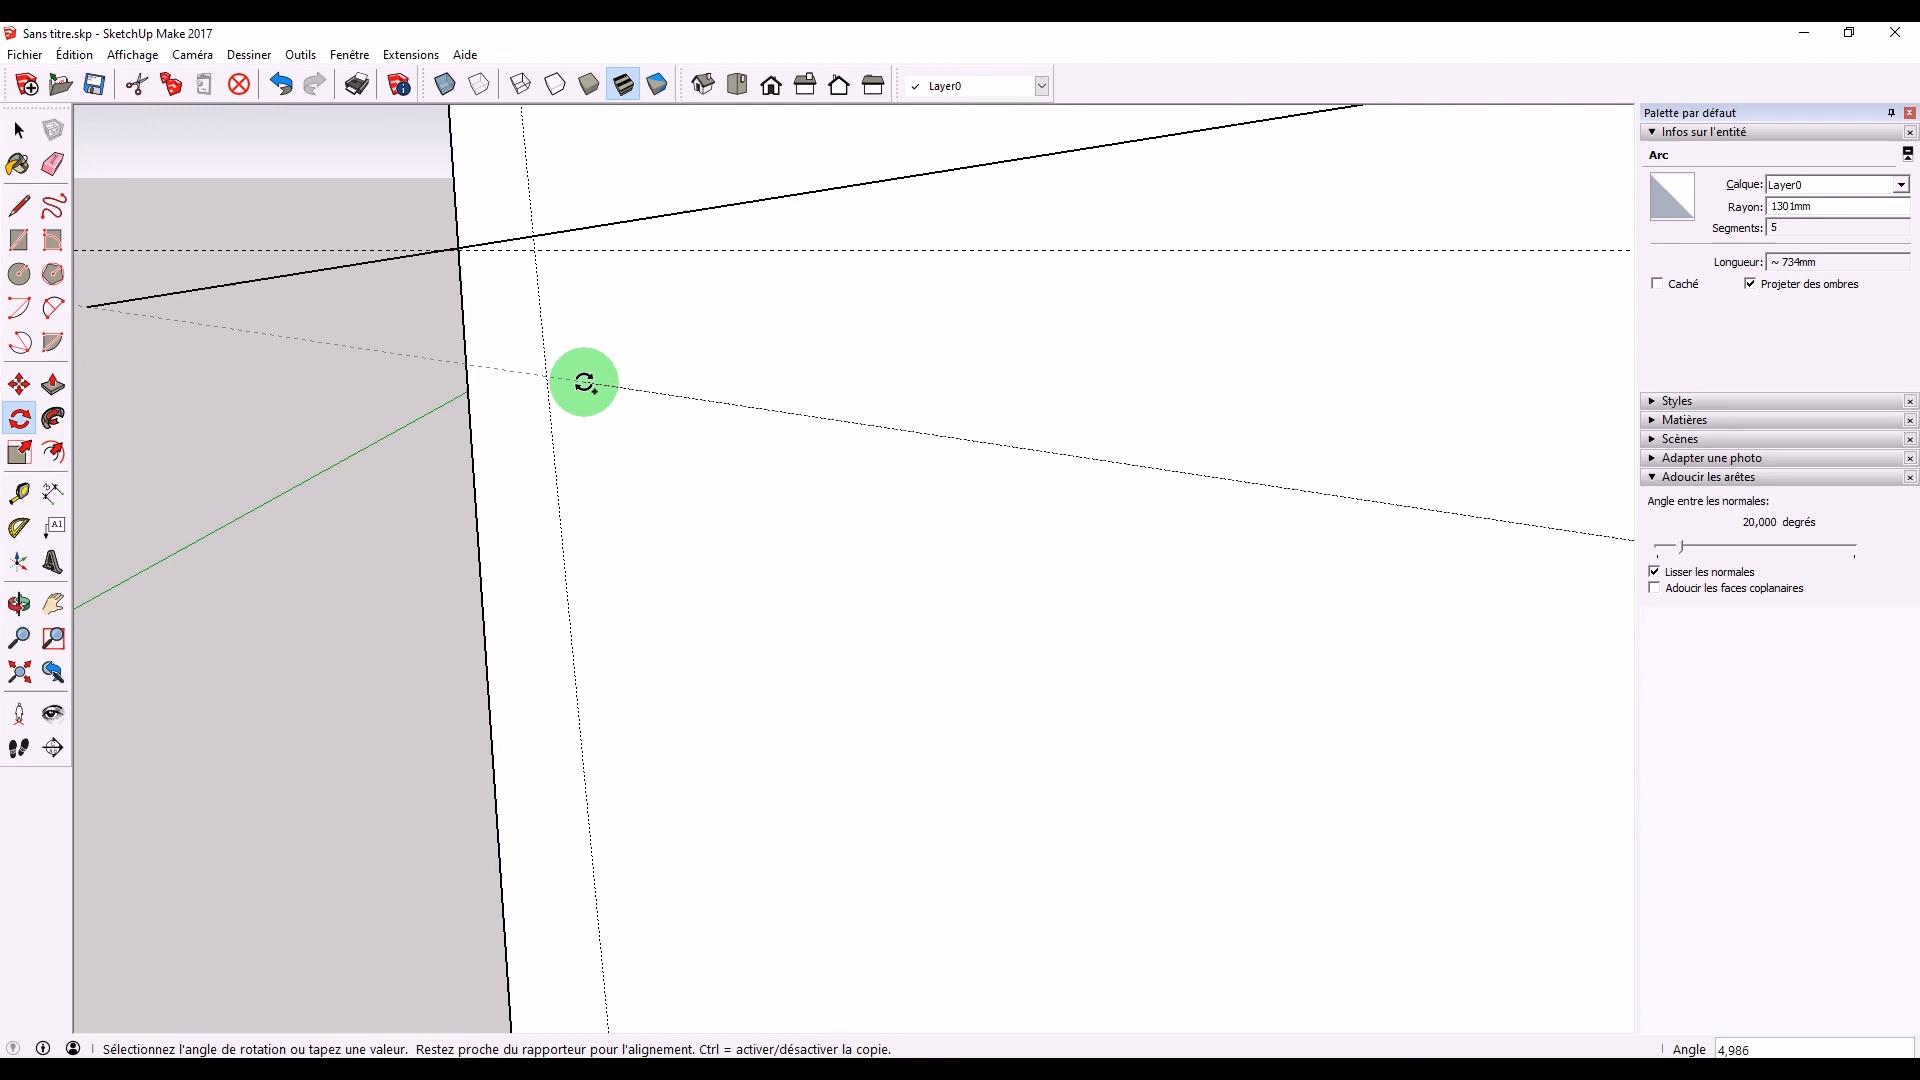 Sans titre.skp - SketchUp Make 2017
Fichier Édition Affichage Caméra Dessiner Outils Fenêtre Extensions Aide
Layer0
Palette par défaut
Infos sur l'entité
Arc
Calque: Layer0
Rayon: 1301mm
Segments: 5
Longueur: ~ 734mm
Caché Projeter des ombres
Styles
Matières
Scènes
Adapter une photo
Adoucir les arêtes
Angle entre les normales:
20,000 degrés
Lisser les normales
Adoucir les faces coplanaires
A1
Sélectionnez l'angle de rotation ou tapez une valeur. Restez proche du rapporteur pour l'alignement. Ctrl = activer/désactiver la copie.
Angle 4,986